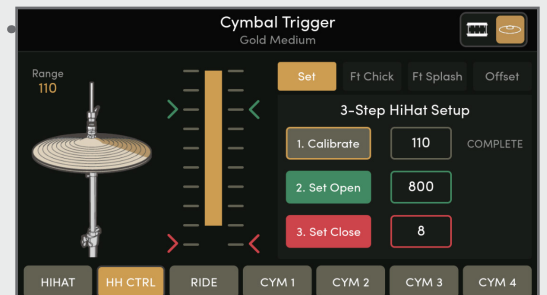 Cymbal Trigger
Gold Medium
Range
110
Set
Ft Chick
Ft Splash
Offset
3-Step HiHat Setup
1. Calibrate
110
COMPLETE
2. Set Open
800
3. Set Close
8
HIHAT
HH CTRL
RIDE
CYM 1
CYM 2
CYM 3
CYM 4